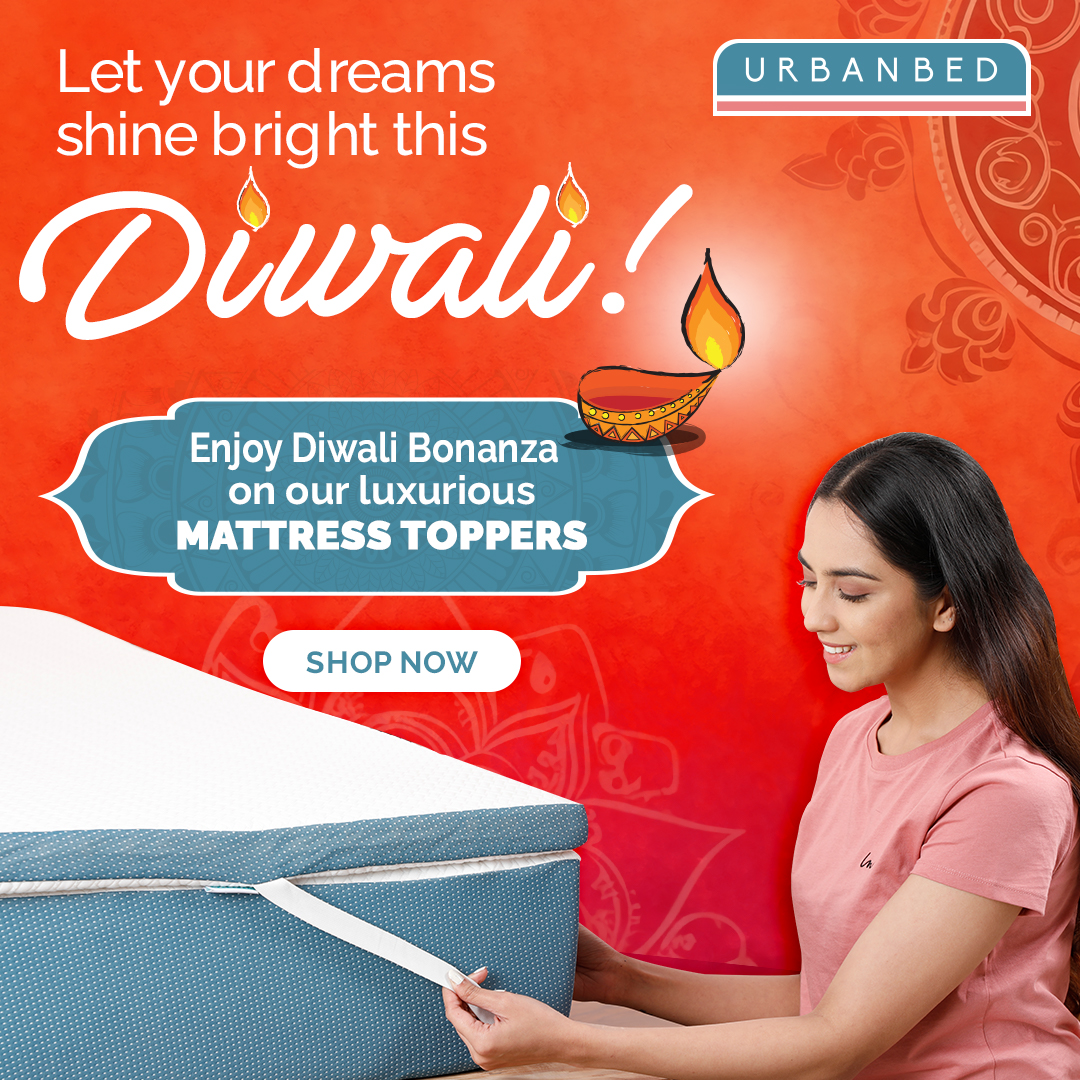 Let your dreams
shine bright this
Diwali!
URBANBED
Enjoy Diwali Bonanza
on our luxurious
MATTRESS TOPPERS
SHOP NOW